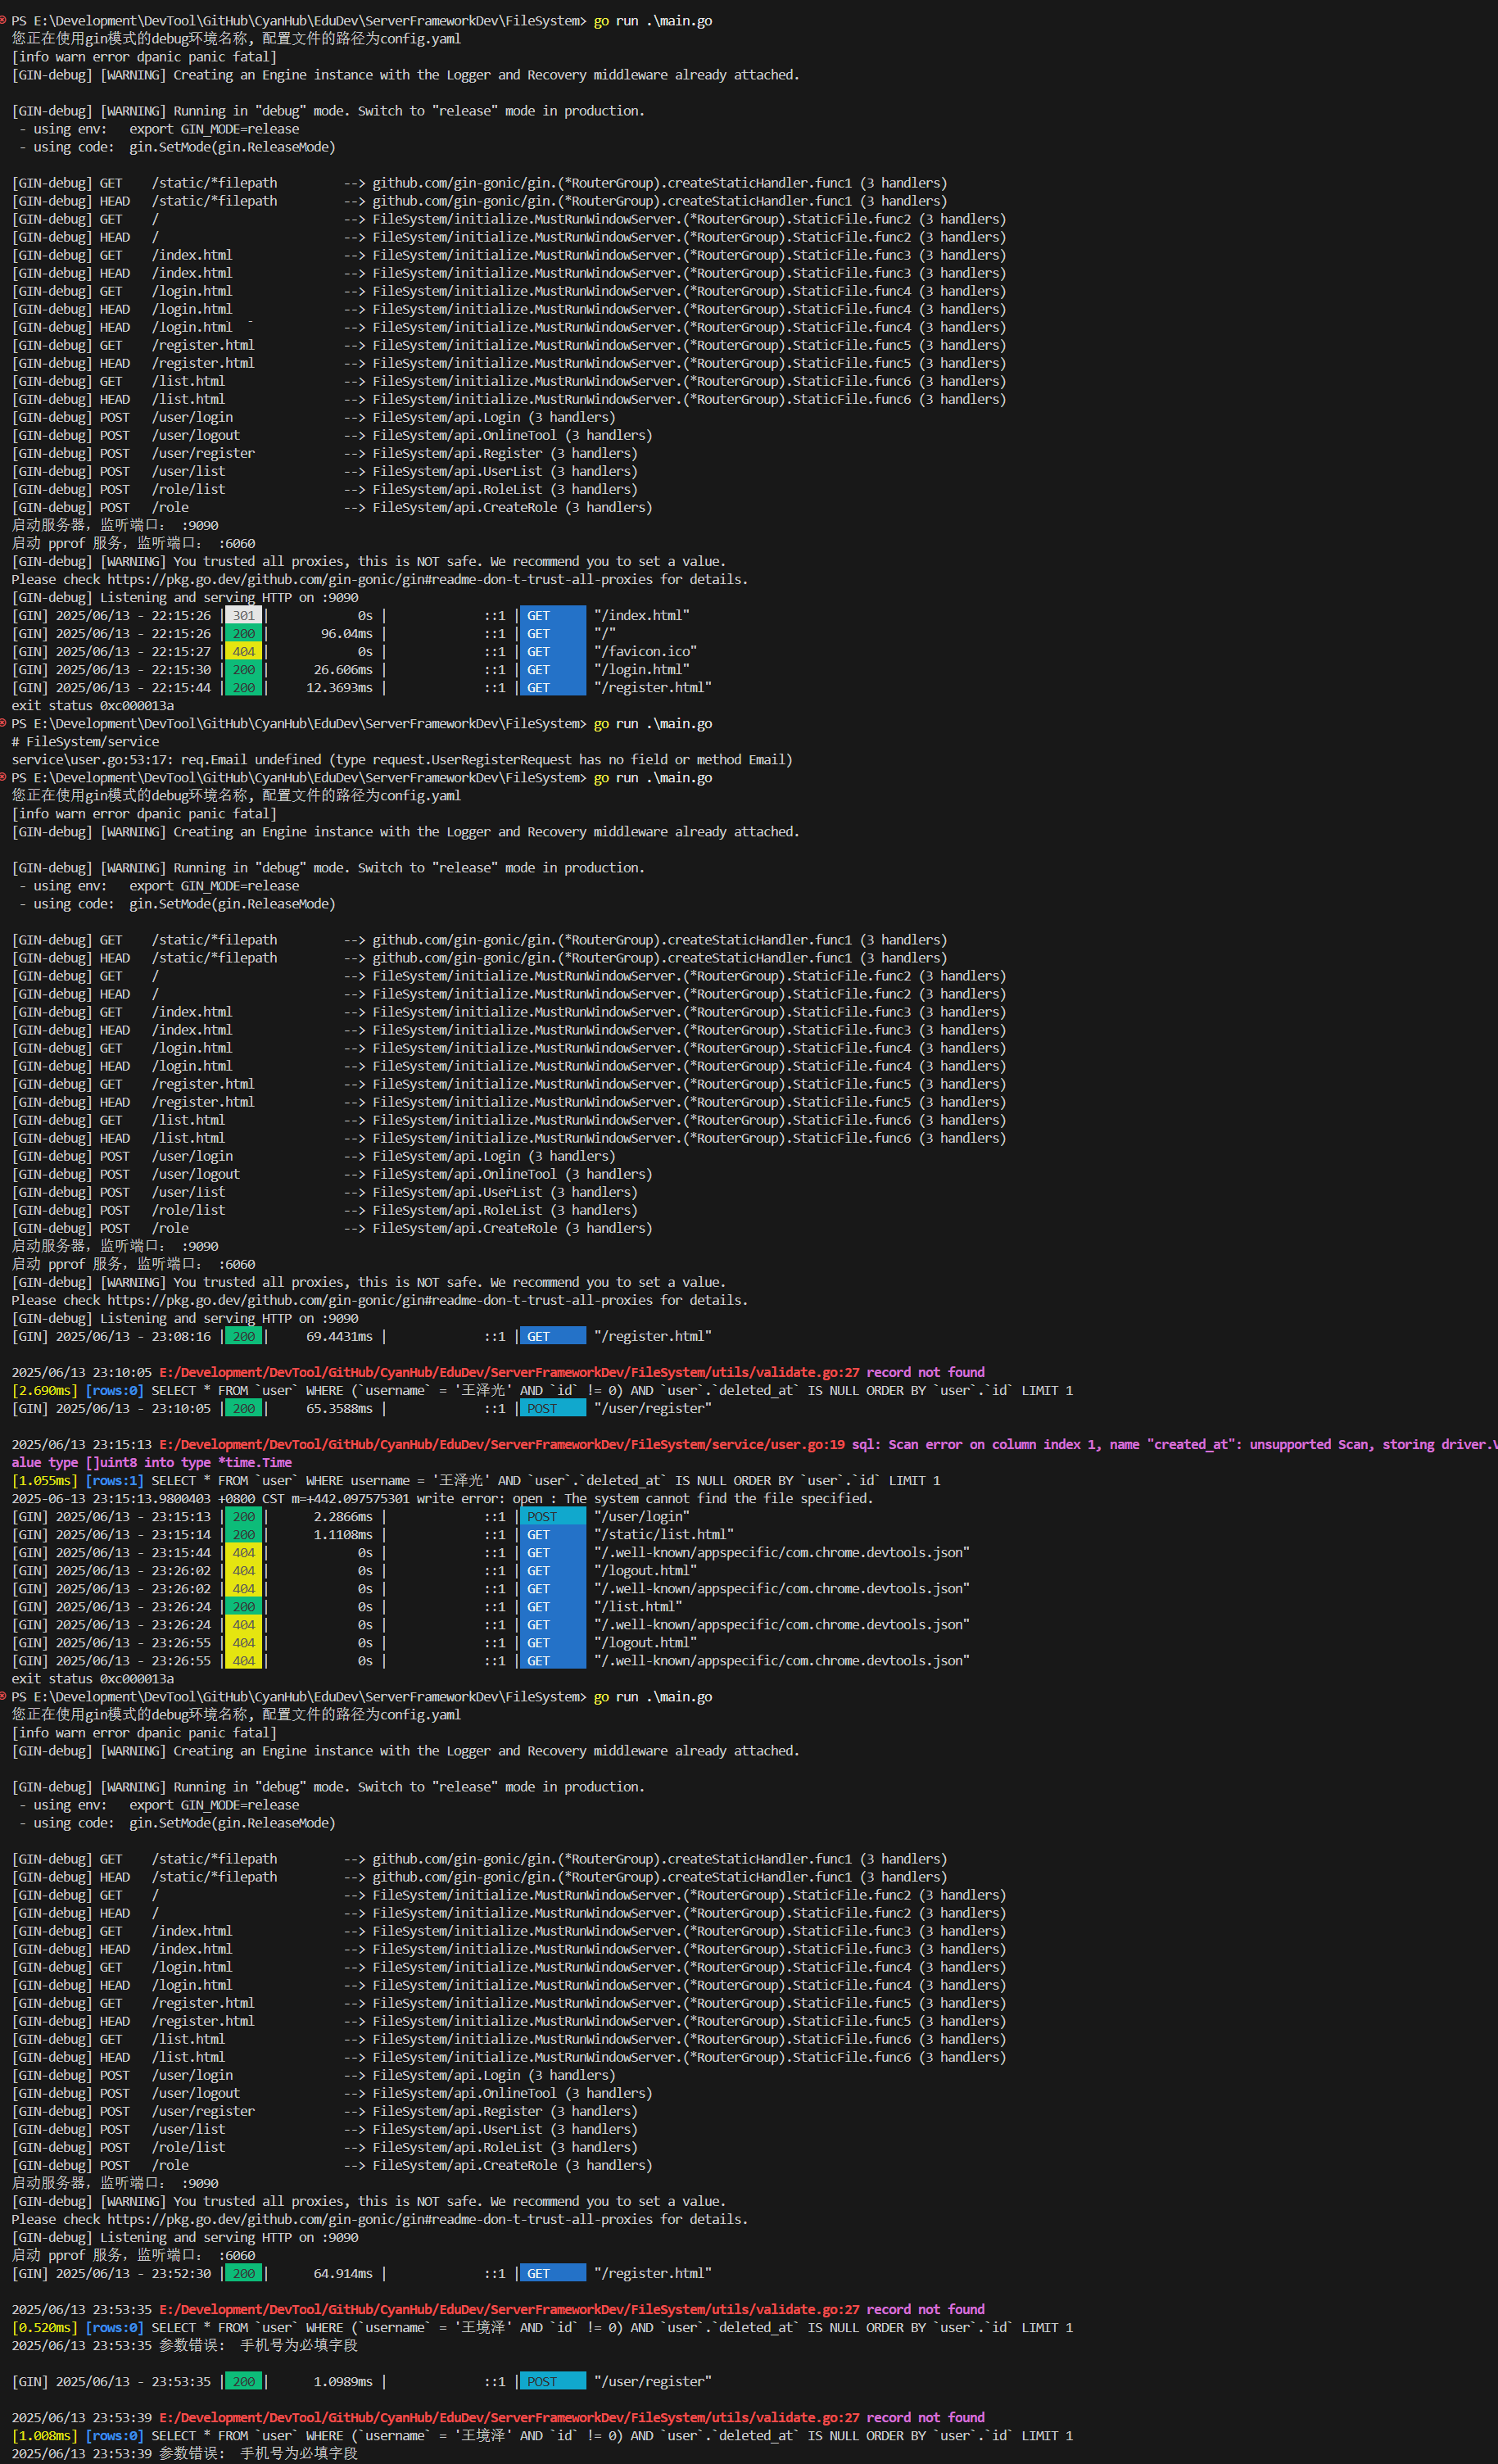 PS E:\Development\DevTool\GitHub\CyanHub\EduDev\ServerFrameworkDev\FileSystem> go run .\main.go
您正在使用gin模式的debug环境名称, 配置文件的路径为config.yaml
[info warn error dpanic panic fatal]
[GIN-debug] [WARNING] Creating an Engine instance with the Logger and Recovery middleware already attached.
[GIN-debug] [WARNING] Running in "debug" mode. Switch to "release" mode in production.
- using env:   export GIN_MODE=release
- using code:  gin.SetMode(gin.ReleaseMode)
[GIN-debug] GET    /static/*filepath         --> github.com/gin-gonic/gin.(*RouterGroup).createStaticHandler.func1 (3 handlers)
[GIN-debug] HEAD   /static/*filepath         --> github.com/gin-gonic/gin.(*RouterGroup).createStaticHandler.func1 (3 handlers)
[GIN-debug] GET    /                         --> FileSystem/initialize.MustRunWindowServer.(*RouterGroup).StaticFile.func2 (3 handlers)
[GIN-debug] HEAD   /                         --> FileSystem/initialize.MustRunWindowServer.(*RouterGroup).StaticFile.func2 (3 handlers)
[GIN-debug] GET    /index.html               --> FileSystem/initialize.MustRunWindowServer.(*RouterGroup).StaticFile.func3 (3 handlers)
[GIN-debug] HEAD   /index.html               --> FileSystem/initialize.MustRunWindowServer.(*RouterGroup).StaticFile.func3 (3 handlers)
[GIN-debug] GET    /login.html               --> FileSystem/initialize.MustRunWindowServer.(*RouterGroup).StaticFile.func4 (3 handlers)
[GIN-debug] HEAD   /login.html               --> FileSystem/initialize.MustRunWindowServer.(*RouterGroup).StaticFile.func4 (3 handlers)
[GIN-debug] HEAD   /login.html               --> FileSystem/initialize.MustRunWindowServer.(*RouterGroup).StaticFile.func4 (3 handlers)
[GIN-debug] GET    /register.html            --> FileSystem/initialize.MustRunWindowServer.(*RouterGroup).StaticFile.func5 (3 handlers)
[GIN-debug] HEAD   /register.html            --> FileSystem/initialize.MustRunWindowServer.(*RouterGroup).StaticFile.func5 (3 handlers)
[GIN-debug] GET    /list.html                --> FileSystem/initialize.MustRunWindowServer.(*RouterGroup).StaticFile.func6 (3 handlers)
[GIN-debug] HEAD   /list.html                --> FileSystem/initialize.MustRunWindowServer.(*RouterGroup).StaticFile.func6 (3 handlers)
[GIN-debug] POST   /user/login               --> FileSystem/api.Login (3 handlers)
[GIN-debug] POST   /user/logout              --> FileSystem/api.OnlineTool (3 handlers)
[GIN-debug] POST   /user/register            --> FileSystem/api.Register (3 handlers)
[GIN-debug] POST   /user/list                --> FileSystem/api.UserList (3 handlers)
[GIN-debug] POST   /role/list                --> FileSystem/api.RoleList (3 handlers)
[GIN-debug] POST   /role                     --> FileSystem/api.CreateRole (3 handlers)
启动服务器，监听端口： :9090
启动 pprof 服务，监听端口： :6060
[GIN-debug] [WARNING] You trusted all proxies, this is NOT safe. We recommend you to set a value.
Please check https://pkg.go.dev/github.com/gin-gonic/gin#readme-don-t-trust-all-proxies for details.
[GIN-debug] Listening and serving HTTP on :9090
[GIN] 2025/06/13 - 22:15:26 | 301 |            0s |             ::1 | GET      "/index.html"
[GIN] 2025/06/13 - 22:15:26 | 200 |       96.04ms |             ::1 | GET      "/"
[GIN] 2025/06/13 - 22:15:27 | 404 |            0s |             ::1 | GET      "/favicon.ico"
[GIN] 2025/06/13 - 22:15:30 | 200 |      26.606ms |             ::1 | GET      "/login.html"
[GIN] 2025/06/13 - 22:15:44 | 200 |     12.3693ms |             ::1 | GET      "/register.html"
exit status 0xc000013a
PS E:\Development\DevTool\GitHub\CyanHub\EduDev\ServerFrameworkDev\FileSystem> go run .\main.go
# FileSystem/service
service\user.go:53:17: req.Email undefined (type request.UserRegisterRequest has no field or method Email)
PS E:\Development\DevTool\GitHub\CyanHub\EduDev\ServerFrameworkDev\FileSystem> go run .\main.go
您正在使用gin模式的debug环境名称, 配置文件的路径为config.yaml
[info warn error dpanic panic fatal]
[GIN-debug] [WARNING] Creating an Engine instance with the Logger and Recovery middleware already attached.
[GIN-debug] [WARNING] Running in "debug" mode. Switch to "release" mode in production.
- using env:   export GIN_MODE=release
- using code:  gin.SetMode(gin.ReleaseMode)
[GIN-debug] GET    /static/*filepath         --> github.com/gin-gonic/gin.(*RouterGroup).createStaticHandler.func1 (3 handlers)
[GIN-debug] HEAD   /static/*filepath         --> github.com/gin-gonic/gin.(*RouterGroup).createStaticHandler.func1 (3 handlers)
[GIN-debug] GET    /                         --> FileSystem/initialize.MustRunWindowServer.(*RouterGroup).StaticFile.func2 (3 handlers)
[GIN-debug] HEAD   /                         --> FileSystem/initialize.MustRunWindowServer.(*RouterGroup).StaticFile.func2 (3 handlers)
[GIN-debug] GET    /index.html               --> FileSystem/initialize.MustRunWindowServer.(*RouterGroup).StaticFile.func3 (3 handlers)
[GIN-debug] HEAD   /index.html               --> FileSystem/initialize.MustRunWindowServer.(*RouterGroup).StaticFile.func3 (3 handlers)
[GIN-debug] GET    /login.html               --> FileSystem/initialize.MustRunWindowServer.(*RouterGroup).StaticFile.func4 (3 handlers)
[GIN-debug] HEAD   /login.html               --> FileSystem/initialize.MustRunWindowServer.(*RouterGroup).StaticFile.func4 (3 handlers)
[GIN-debug] GET    /register.html            --> FileSystem/initialize.MustRunWindowServer.(*RouterGroup).StaticFile.func5 (3 handlers)
[GIN-debug] HEAD   /register.html            --> FileSystem/initialize.MustRunWindowServer.(*RouterGroup).StaticFile.func5 (3 handlers)
[GIN-debug] GET    /list.html                --> FileSystem/initialize.MustRunWindowServer.(*RouterGroup).StaticFile.func6 (3 handlers)
[GIN-debug] HEAD   /list.html                --> FileSystem/initialize.MustRunWindowServer.(*RouterGroup).StaticFile.func6 (3 handlers)
[GIN-debug] POST   /user/login               --> FileSystem/api.Login (3 handlers)
[GIN-debug] POST   /user/logout              --> FileSystem/api.OnlineTool (3 handlers)
[GIN-debug] POST   /user/list                --> FileSystem/api.UserList (3 handlers)
[GIN-debug] POST   /role/list                --> FileSystem/api.RoleList (3 handlers)
[GIN-debug] POST   /role                     --> FileSystem/api.CreateRole (3 handlers)
启动服务器，监听端口： :9090
启动 pprof 服务，监听端口： :6060
[GIN-debug] [WARNING] You trusted all proxies, this is NOT safe. We recommend you to set a value.
Please check https://pkg.go.dev/github.com/gin-gonic/gin#readme-don-t-trust-all-proxies for details.
[GIN-debug] Listening and serving HTTP on :9090
[GIN] 2025/06/13 - 23:08:16 | 200 |     69.4431ms |             ::1 | GET      "/register.html"
2025/06/13 23:10:05 E:/Development/DevTool/GitHub/CyanHub/EduDev/ServerFrameworkDev/FileSystem/utils/validate.go:27 record not found
[2.690ms] [rows:0] SELECT * FROM `user` WHERE (`username` = '王泽光' AND `id` != 0) AND `user`.`deleted_at` IS NULL ORDER BY `user`.`id` LIMIT 1
[GIN] 2025/06/13 - 23:10:05 | 200 |     65.3588ms |             ::1 | POST     "/user/register"
2025/06/13 23:15:13 E:/Development/DevTool/GitHub/CyanHub/EduDev/ServerFrameworkDev/FileSystem/service/user.go:19 sql: Scan error on column index 1, name "created_at": unsupported Scan, storing driver.V
alue type []uint8 into type *time.Time
[1.055ms] [rows:1] SELECT * FROM `user` WHERE username = '王泽光' AND `user`.`deleted_at` IS NULL ORDER BY `user`.`id` LIMIT 1
2025-06-13 23:15:13.9800403 +0800 CST m=+442.097575301 write error: open : The system cannot find the file specified.
[GIN] 2025/06/13 - 23:15:13 | 200 |      2.2866ms |             ::1 | POST     "/user/login"
[GIN] 2025/06/13 - 23:15:14 | 200 |      1.1108ms |             ::1 | GET      "/static/list.html"
[GIN] 2025/06/13 - 23:15:44 | 404 |            0s |             ::1 | GET      "/.well-known/appspecific/com.chrome.devtools.json"
[GIN] 2025/06/13 - 23:26:02 | 404 |            0s |             ::1 | GET      "/logout.html"
[GIN] 2025/06/13 - 23:26:02 | 404 |            0s |             ::1 | GET      "/.well-known/appspecific/com.chrome.devtools.json"
[GIN] 2025/06/13 - 23:26:24 | 200 |            0s |             ::1 | GET      "/list.html"
[GIN] 2025/06/13 - 23:26:24 | 404 |            0s |             ::1 | GET      "/.well-known/appspecific/com.chrome.devtools.json"
[GIN] 2025/06/13 - 23:26:55 | 404 |            0s |             ::1 | GET      "/logout.html"
[GIN] 2025/06/13 - 23:26:55 | 404 |            0s |             ::1 | GET      "/.well-known/appspecific/com.chrome.devtools.json"
exit status 0xc000013a
PS E:\Development\DevTool\GitHub\CyanHub\EduDev\ServerFrameworkDev\FileSystem> go run .\main.go
您正在使用gin模式的debug环境名称, 配置文件的路径为config.yaml
[info warn error dpanic panic fatal]
[GIN-debug] [WARNING] Creating an Engine instance with the Logger and Recovery middleware already attached.
[GIN-debug] [WARNING] Running in "debug" mode. Switch to "release" mode in production.
- using env:   export GIN_MODE=release
- using code:  gin.SetMode(gin.ReleaseMode)
[GIN-debug] GET    /static/*filepath         --> github.com/gin-gonic/gin.(*RouterGroup).createStaticHandler.func1 (3 handlers)
[GIN-debug] HEAD   /static/*filepath         --> github.com/gin-gonic/gin.(*RouterGroup).createStaticHandler.func1 (3 handlers)
[GIN-debug] GET    /                         --> FileSystem/initialize.MustRunWindowServer.(*RouterGroup).StaticFile.func2 (3 handlers)
[GIN-debug] HEAD   /                         --> FileSystem/initialize.MustRunWindowServer.(*RouterGroup).StaticFile.func2 (3 handlers)
[GIN-debug] GET    /index.html               --> FileSystem/initialize.MustRunWindowServer.(*RouterGroup).StaticFile.func3 (3 handlers)
[GIN-debug] HEAD   /index.html               --> FileSystem/initialize.MustRunWindowServer.(*RouterGroup).StaticFile.func3 (3 handlers)
[GIN-debug] GET    /login.html               --> FileSystem/initialize.MustRunWindowServer.(*RouterGroup).StaticFile.func4 (3 handlers)
[GIN-debug] HEAD   /login.html               --> FileSystem/initialize.MustRunWindowServer.(*RouterGroup).StaticFile.func4 (3 handlers)
[GIN-debug] GET    /register.html            --> FileSystem/initialize.MustRunWindowServer.(*RouterGroup).StaticFile.func5 (3 handlers)
[GIN-debug] HEAD   /register.html            --> FileSystem/initialize.MustRunWindowServer.(*RouterGroup).StaticFile.func5 (3 handlers)
[GIN-debug] GET    /list.html                --> FileSystem/initialize.MustRunWindowServer.(*RouterGroup).StaticFile.func6 (3 handlers)
[GIN-debug] HEAD   /list.html                --> FileSystem/initialize.MustRunWindowServer.(*RouterGroup).StaticFile.func6 (3 handlers)
[GIN-debug] POST   /user/login               --> FileSystem/api.Login (3 handlers)
[GIN-debug] POST   /user/logout              --> FileSystem/api.OnlineTool (3 handlers)
[GIN-debug] POST   /user/register            --> FileSystem/api.Register (3 handlers)
[GIN-debug] POST   /user/list                --> FileSystem/api.UserList (3 handlers)
[GIN-debug] POST   /role/list                --> FileSystem/api.RoleList (3 handlers)
[GIN-debug] POST   /role                     --> FileSystem/api.CreateRole (3 handlers)
启动服务器，监听端口： :9090
[GIN-debug] [WARNING] You trusted all proxies, this is NOT safe. We recommend you to set a value.
Please check https://pkg.go.dev/github.com/gin-gonic/gin#readme-don-t-trust-all-proxies for details.
[GIN-debug] Listening and serving HTTP on :9090
启动 pprof 服务，监听端口： :6060
[GIN] 2025/06/13 - 23:52:30 | 200 |      64.914ms |             ::1 | GET      "/register.html"
2025/06/13 23:53:35 E:/Development/DevTool/GitHub/CyanHub/EduDev/ServerFrameworkDev/FileSystem/utils/validate.go:27 record not found
[0.520ms] [rows:0] SELECT * FROM `user` WHERE (`username` = '王境泽' AND `id` != 0) AND `user`.`deleted_at` IS NULL ORDER BY `user`.`id` LIMIT 1
2025/06/13 23:53:35 参数错误:  手机号为必填字段
[GIN] 2025/06/13 - 23:53:35 | 200 |      1.0989ms |             ::1 | POST     "/user/register"
2025/06/13 23:53:39 E:/Development/DevTool/GitHub/CyanHub/EduDev/ServerFrameworkDev/FileSystem/utils/validate.go:27 record not found
[1.008ms] [rows:0] SELECT * FROM `user` WHERE (`username` = '王境泽' AND `id` != 0) AND `user`.`deleted_at` IS NULL ORDER BY `user`.`id` LIMIT 1
2025/06/13 23:53:39 参数错误:  手机号为必填字段